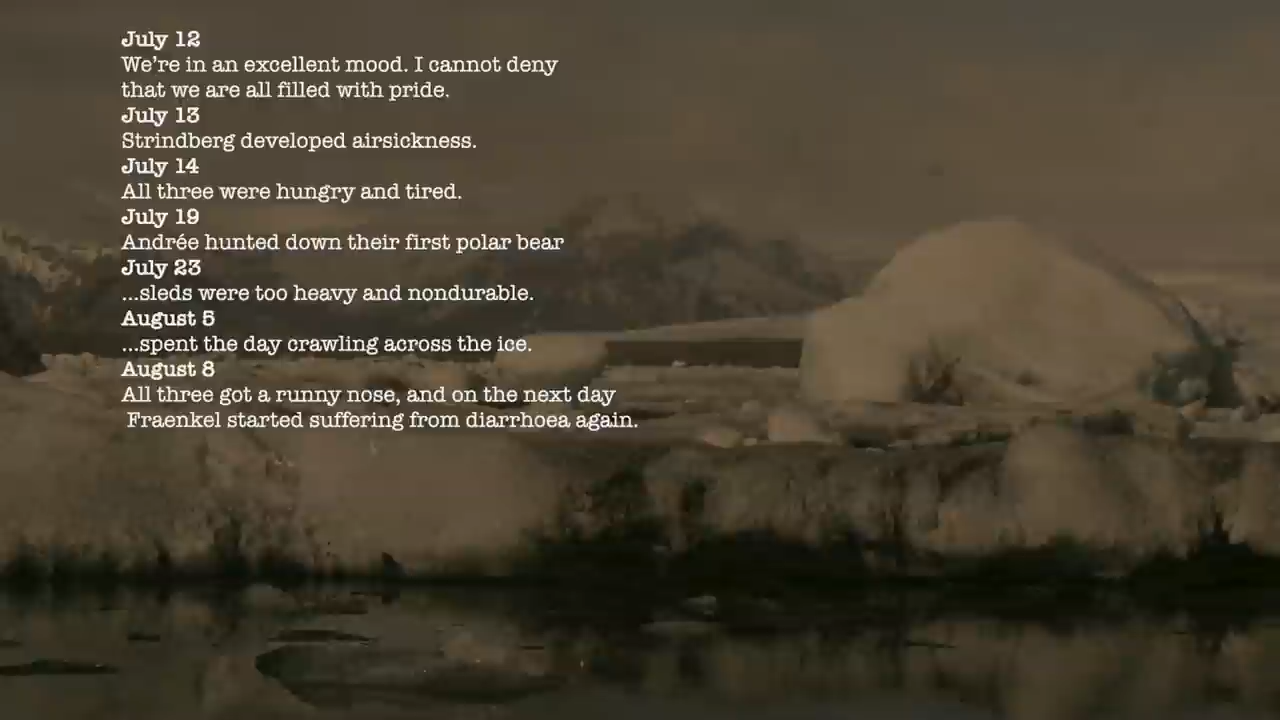 July 12
We're in an excellent mood. I cannot deny
that we are all filled with pride.
July 13
Strindberg developed airsickness.
July 14
All three were hungry and tired.
July 19
Andrée hunted down their first polar bear
July 23
...sleds were too heavy and nondurable.
August 5
...spent the day crawling across the ice.
August 8
All three got a runny nose, and on the next day
Fraenkel started suffering from diarrhoea again.